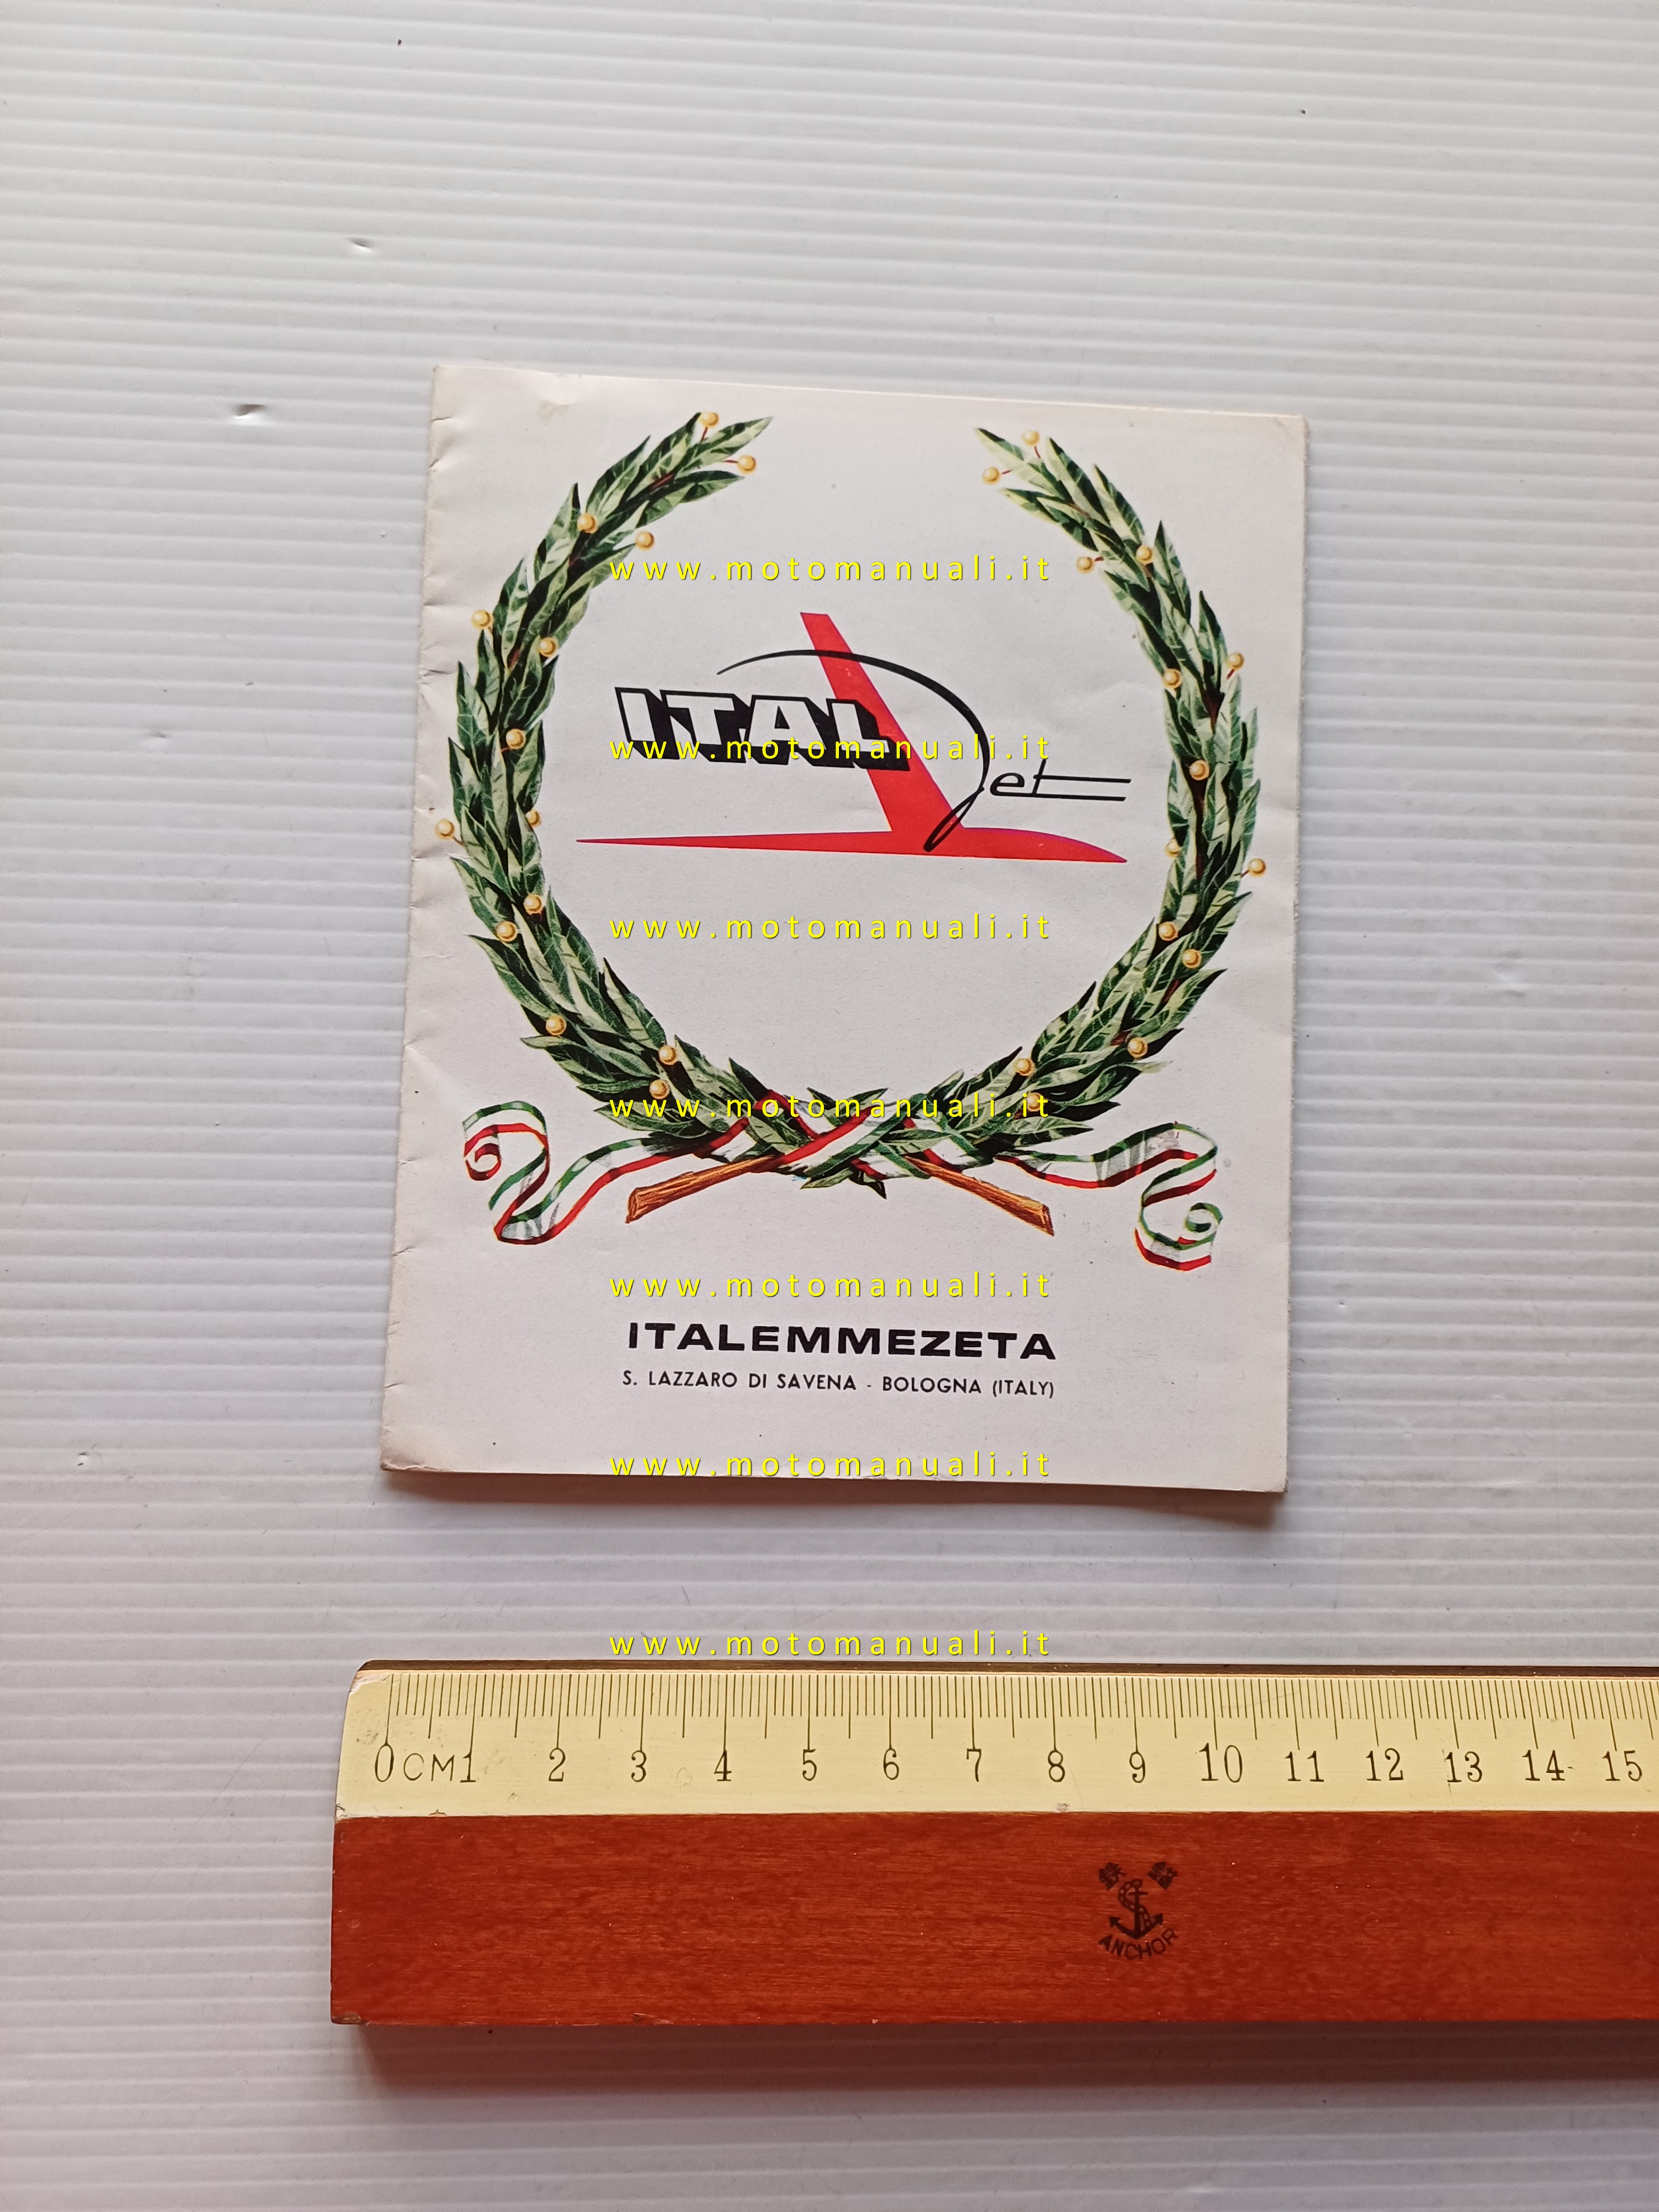 www.motomanuali.it
ITAL Jet
www.motomanuali.it
www.motomanuali.it
www.motomanuali.it
www.motomanuali.it
ITALEMMEZETA
S. LAZZARO DI SAVENA - BOLOGNA (ITALY)
www.motomanuali.it
www.motomanuali.it
0CM1 2 3 4 5 6 7 8 9 10 11 12 13 14 15
ANCHOR